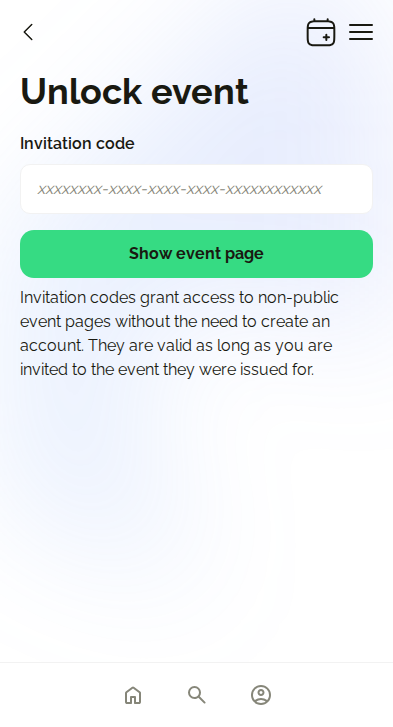 Unlock event
Invitation code
xxxxxxxx-xxxx-xxxx-xxxx-xxxxxxxxxxxx
Show event page
Invitation codes grant access to non-public
event pages without the need to create an
account. They are valid as long as you are
invited to the event they were issued for.